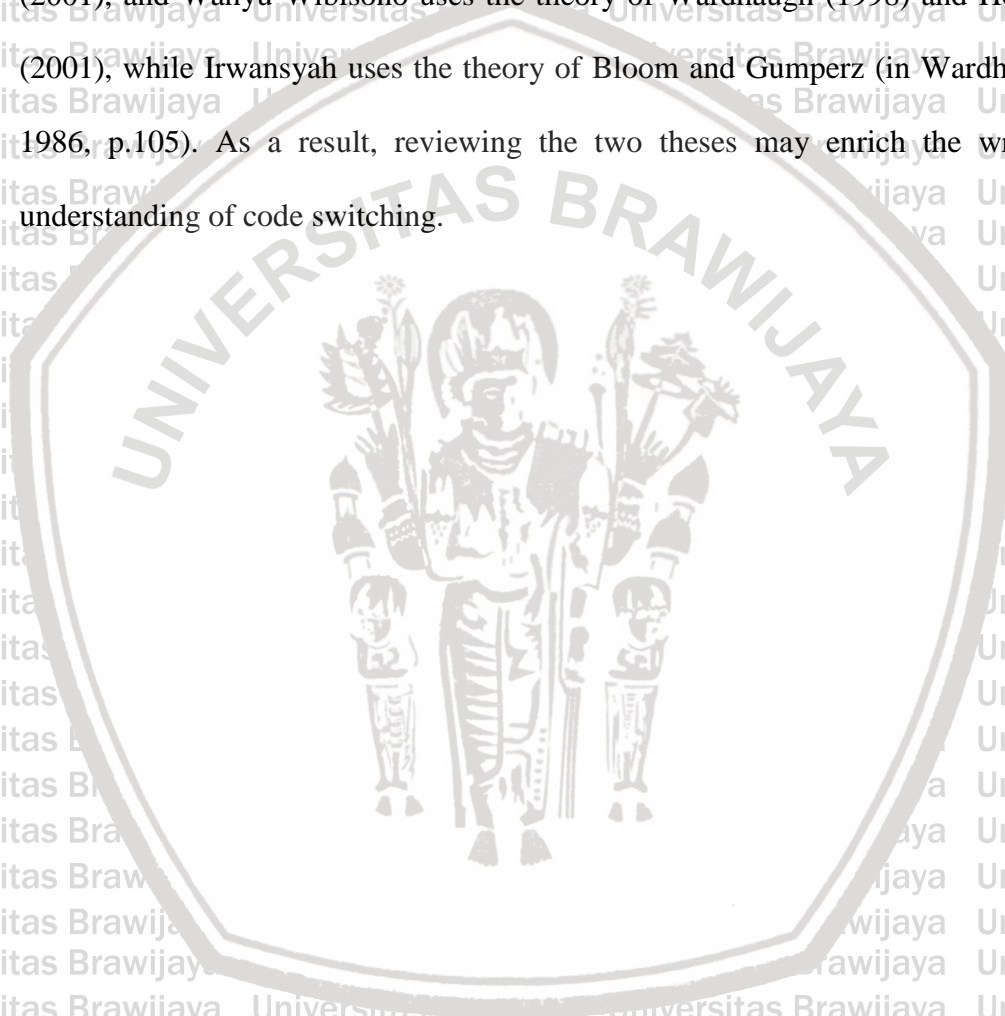 (2001), and Wahyu Wibisono uses the theory of Wardhaugh (1998) and
(2001), while Irwansyah uses the theory of Bloom and Gumperz (in
1986, p.105). As a result, reviewing the two theses may enrich the
understanding of code switching.
UNIVERSITAS BRAWIJAYA